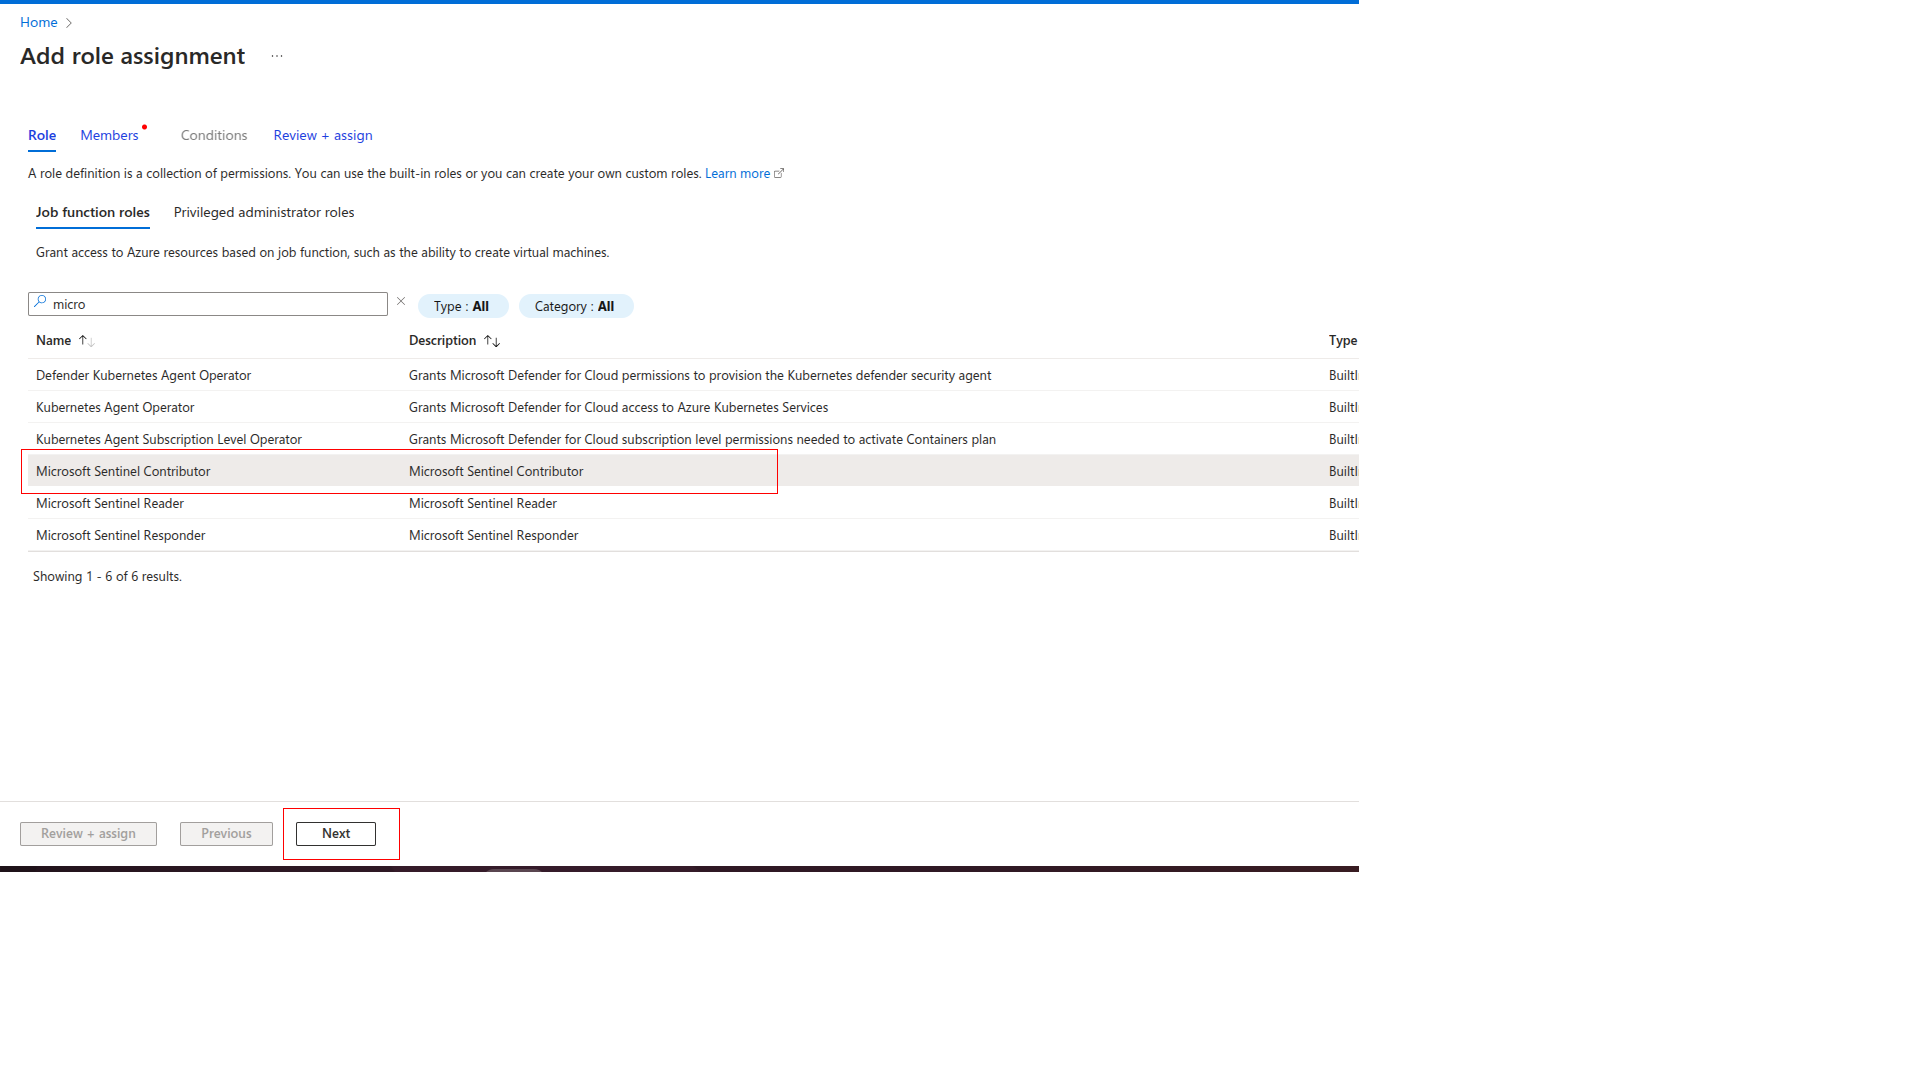 Home
Add role assignment ...
Role Members Conditions Review + assign
A role definition is a collection of permissions. You can use the built-in roles or you can create your own custom roles. Learn more
Job function roles Privileged administrator roles
Grant access to Azure resources based on job function, such as the ability to create virtual machines.
micro Type : All Category : All
Name Description Type
Defender Kubernetes Agent Operator Grants Microsoft Defender for Cloud permissions to provision the Kubernetes defender security agent
Kubernetes Agent Operator Grants Microsoft Defender for Cloud access to Azure Kubernetes Services
Kubernetes Agent Subscription Level Operator Grants Microsoft Defender for Cloud subscription level permissions needed to activate Containers plan
Microsoft Sentinel Contributor Microsoft Sentinel Contributor
Microsoft Sentinel Reader Microsoft Sentinel Reader
Microsoft Sentinel Responder Microsoft Sentinel Responder
Showing 1 - 6 of 6 results.
Review + assign Previous Next